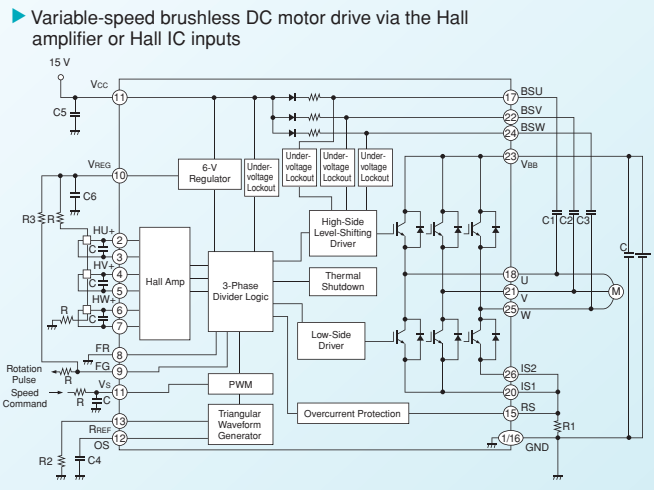 Variable-speed brushless DC motor drive via the Hall
amplifier or Hall IC inputs
15 V
VCC
11
C5
17
BSU
22
BSV
24
BSW
23
VBB
VREG
10
C6
6-V
Regulator
Under-
voltage
Lockout
Under-
voltage
Lockout
Under-
voltage
Lockout
Under-
voltage
Lockout
R3
R
HU+
2
C
3
HV+
4
C
5
HW+
6
R
C
7
Hall Amp
3-Phase
Divider Logic
High-Side
Level-Shifting
Driver
Thermal
Shutdown
Low-Side
Driver
C1
C2
C3
C
18
U
21
V
25
W
M
FR
8
FG
9
Rotation
Pulse
R
Speed
Command
R
C
VS
11
PWM
26
IS2
20
IS1
13
RREF
12
OS
Triangular
Waveform
Generator
Overcurrent Protection
15
RS
R1
1/16
GND
R2
C4